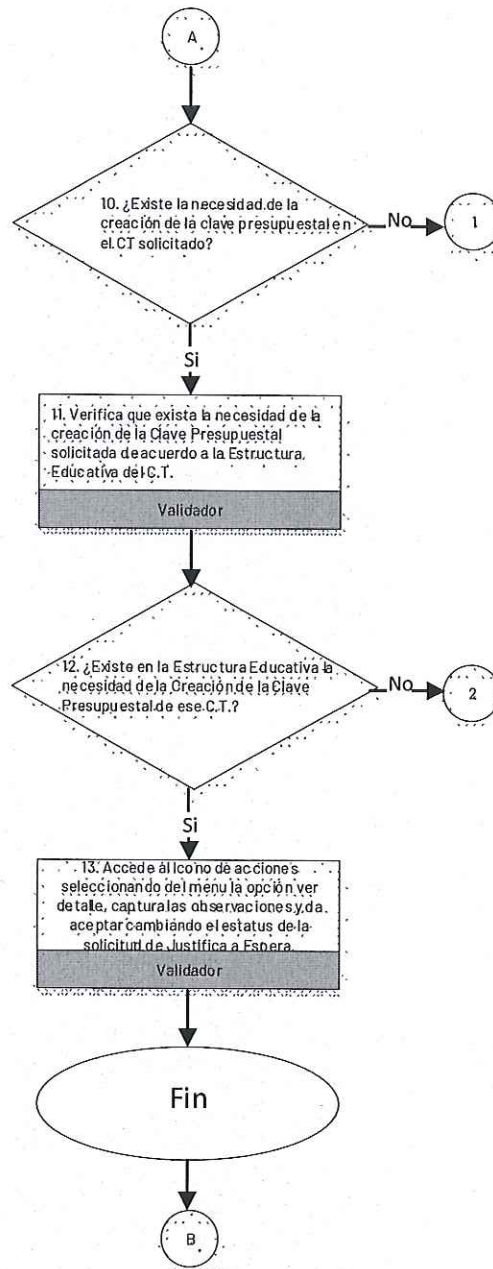 A
10. ¿Existe la necesidad de la
creación de la clave presupuestal en
el CT solicitado?
No
1
Si
11. Verifica que exista la necesidad de la
creación de la Clave Presupuestal
solicitada de acuerdo a la Estructura
Educativa del C.T.
Validador
12. ¿Existe en la Estructura Educativa la
necesidad de la Creación de la Clave
Presupuestal de ese C.T.?
No
2
Si
13. Accede al Icono de acciones
seleccionando del menu la opción ver
detalle, captura las observaciones y da
aceptar cambiando el estatus de la
solicitud de Justifica a Espera.
Validador
Fin
B